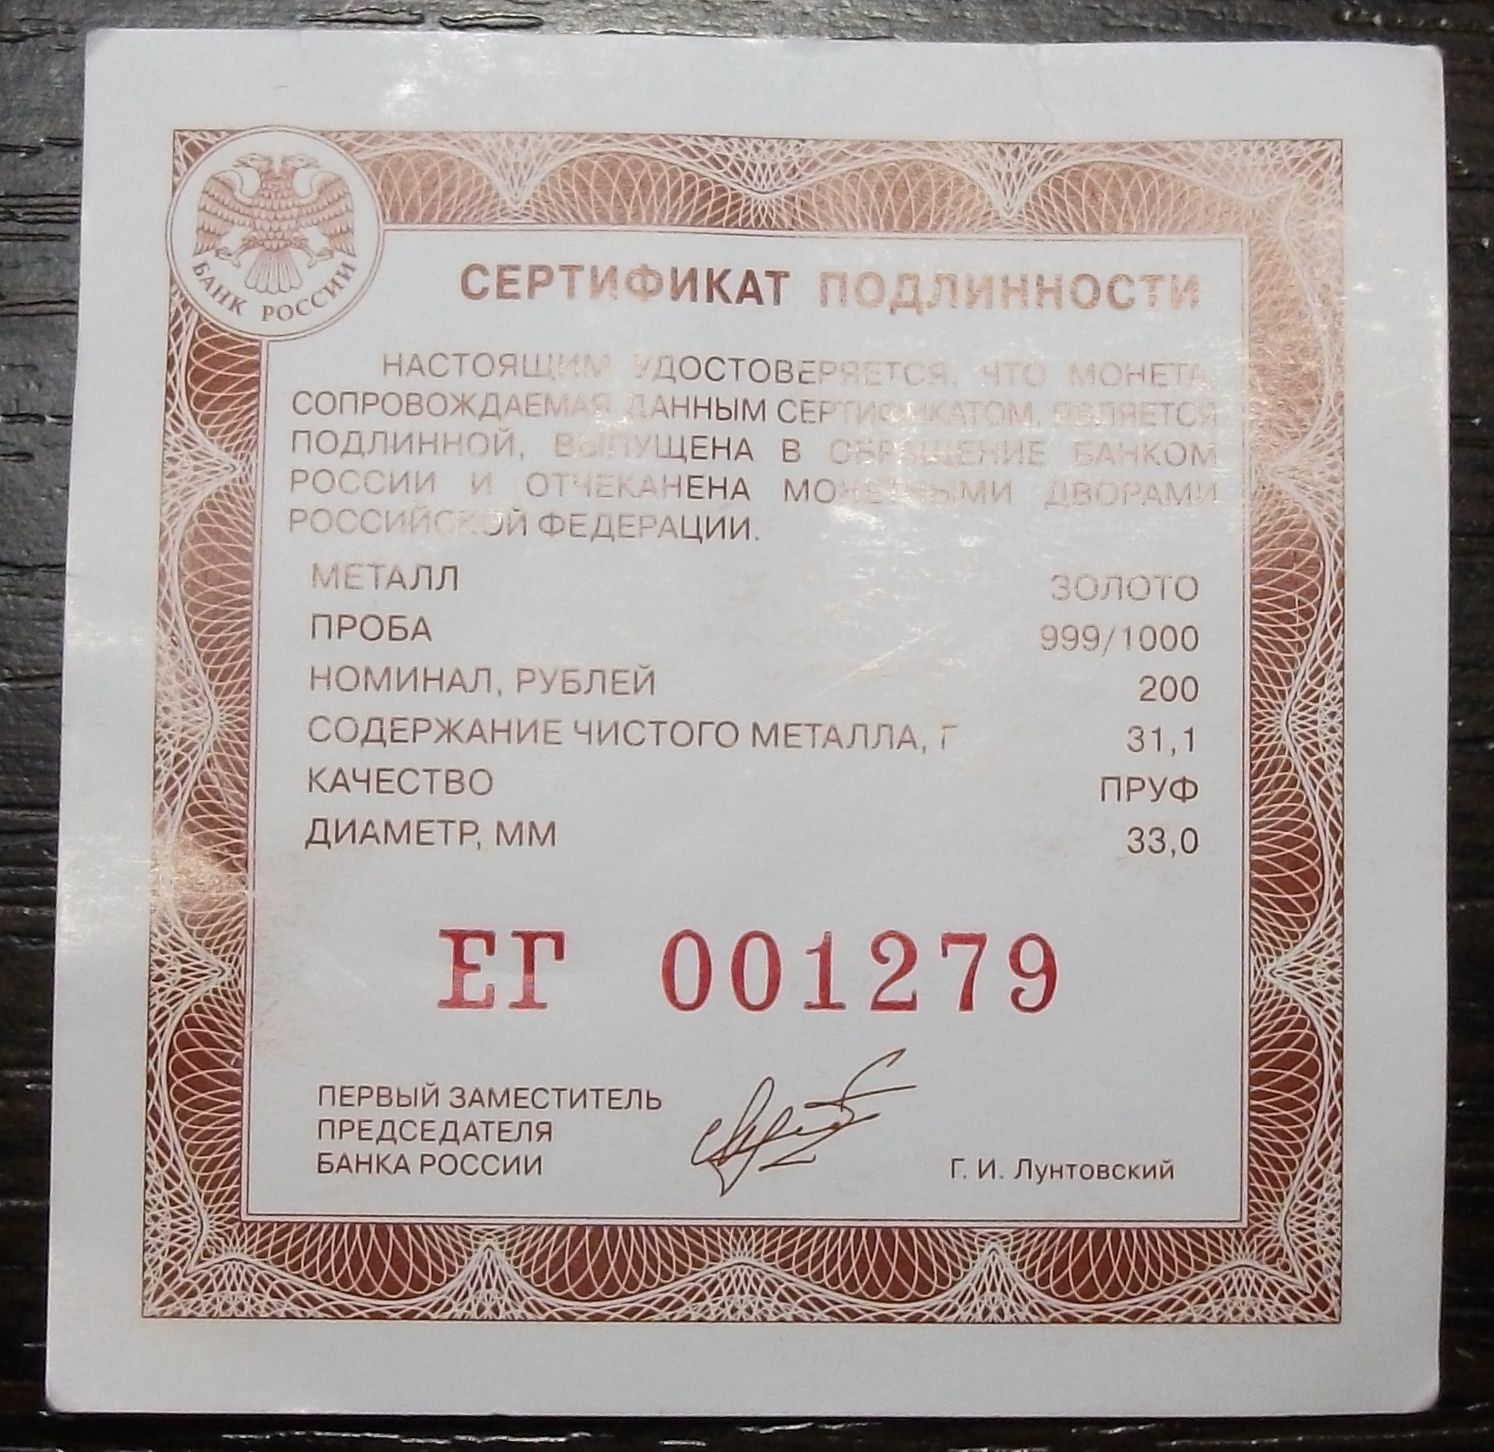 БАНК РОССИИ
СЕРТИФИКАТ ПОДЛИННОСТИ
НАСТОЯЩИМ УДОСТОВЕРЯЕТСЯ, ЧТО МОНЕТА,
СОПРОВОЖДАЕМАЯ ДАННЫМ СЕРТИФИКАТОМ, ЯВЛЯЕТСЯ
ПОДЛИННОЙ, ВЫПУЩЕНА В ОБРАЩЕНИЕ БАНКОМ
РОССИИ И ОТЧЕКАНЕНА МОНЕТНЫМИ ДВОРАМИ
РОССИЙСКОЙ ФЕДЕРАЦИИ.
МЕТАЛЛ ЗОЛОТО
ПРОБА 999/1000
НОМИНАЛ, РУБЛЕЙ 200
СОДЕРЖАНИЕ ЧИСТОГО МЕТАЛЛА, Г 31,1
КАЧЕСТВО ПРУФ
ДИАМЕТР, ММ 33,0
ЕГ 001279
ПЕРВЫЙ ЗАМЕСТИТЕЛЬ
ПРЕДСЕДАТЕЛЯ
БАНКА РОССИИ Г. И. Лунтовский